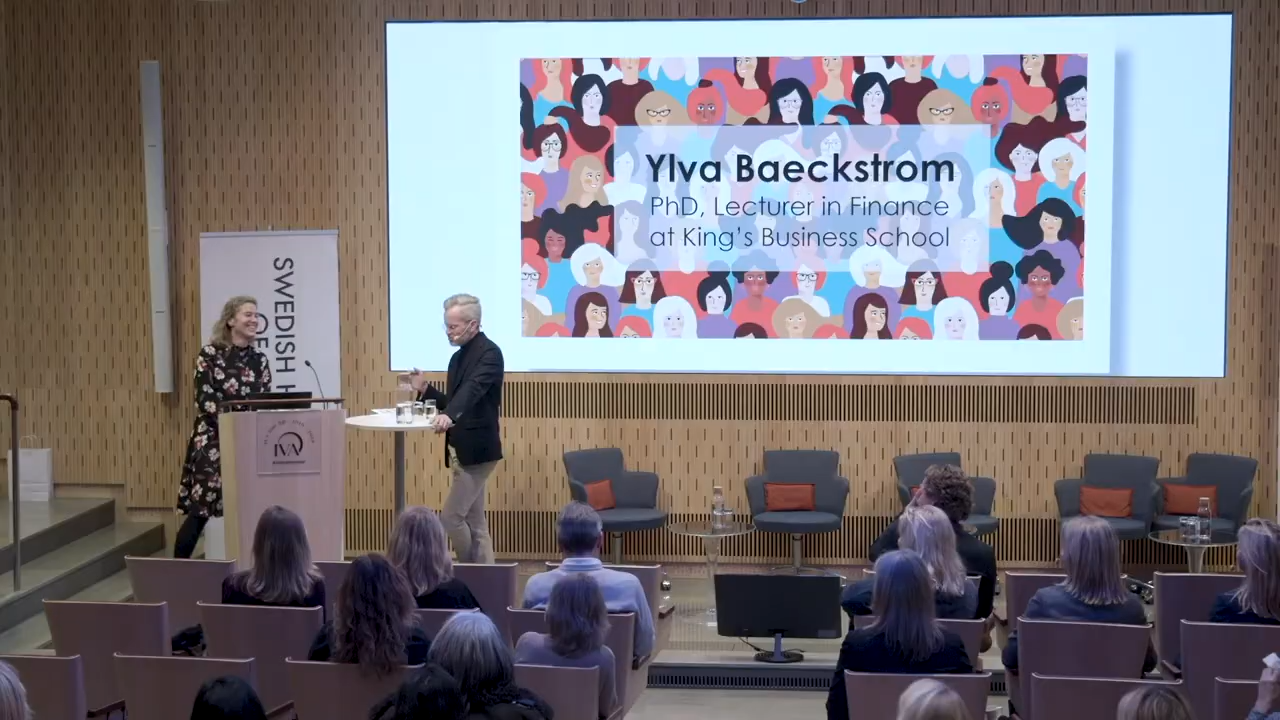 Ylva Baeckstrom
PhD, Lecturer in Finance
at King's Business School
SWEDISH H
IVA